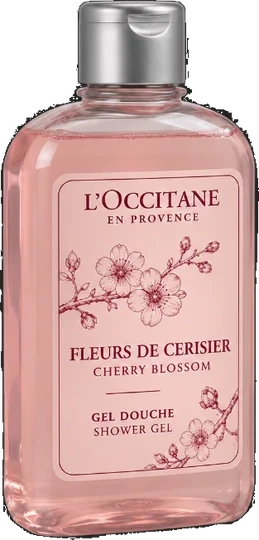 L'OCCITANE
EN PROVENCE
FLEURS DE CERISIER
CHERRY BLOSSOM
GEL DOUCHE
SHOWER GEL